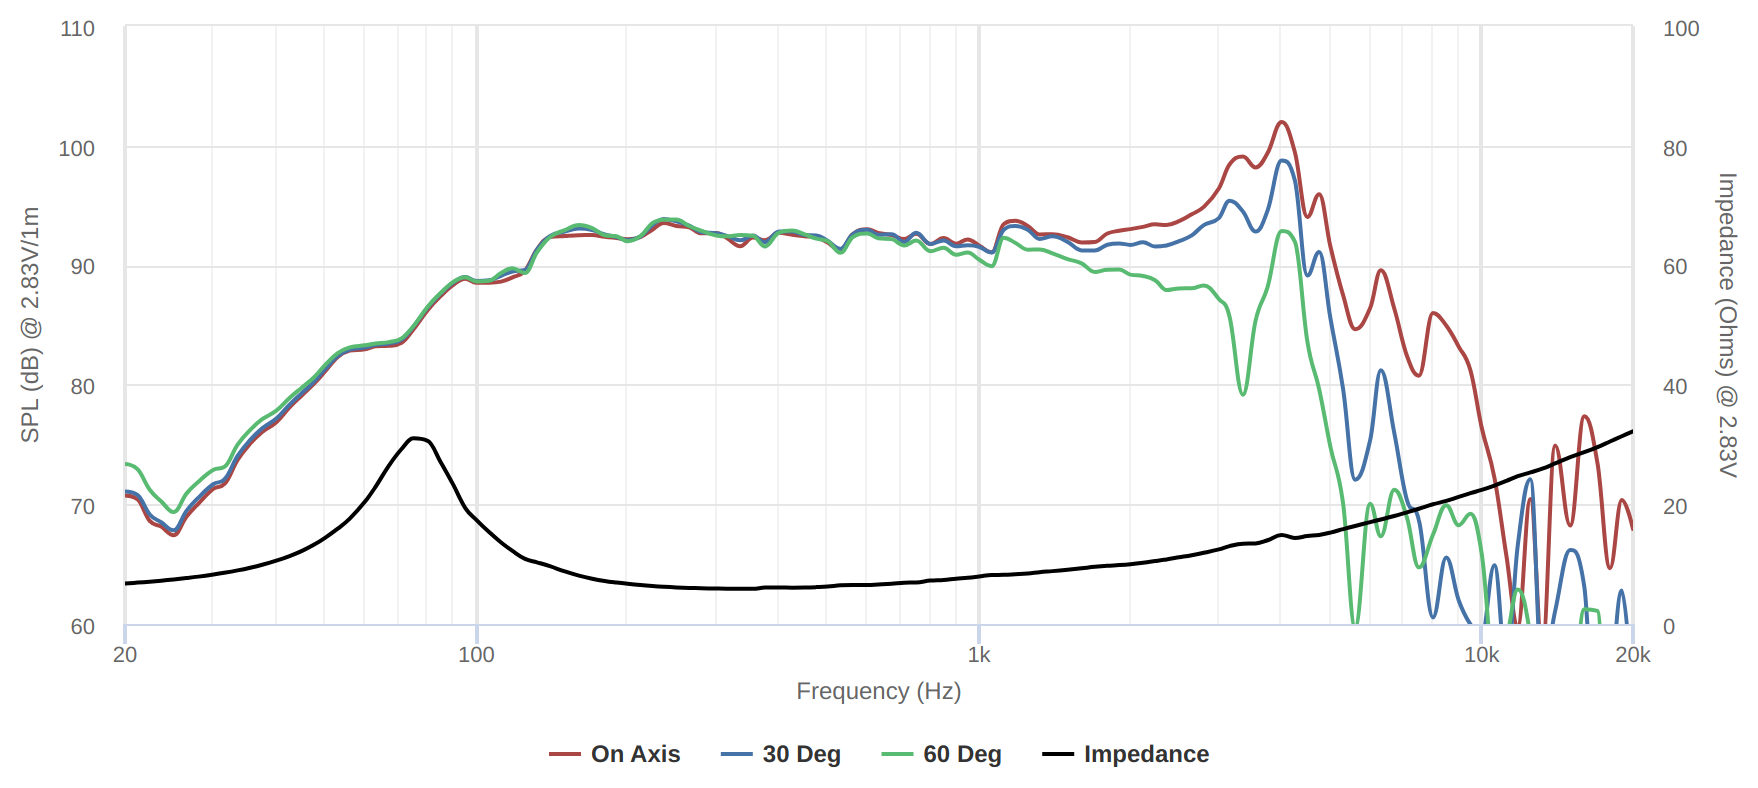 110
100
90
80
70
60
SPL (dB) @ 2.83V/1m
100
80
60
40
20
0
Impedance (Ohms) @ 2.83V
20
100
1k
10k
20k
Frequency (Hz)
On Axis
30 Deg
60 Deg
Impedance